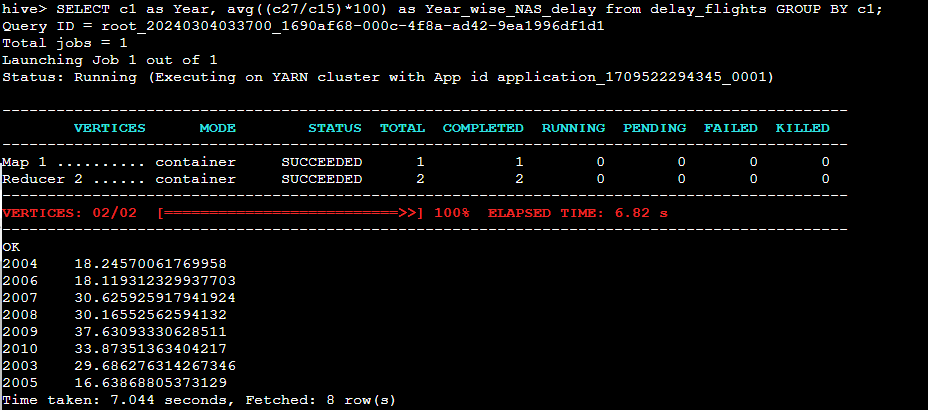 hive> SELECT c1 as Year, avg((c27/c15)*100) as Year_wise_NAS_delay from delay_flights GROUP BY c1;
Query ID = root_20240304033700_1690af68-000c-4f8a-ad42-9ea1996df1d1
Total jobs = 1
Launching Job 1 out of 1
Status: Running (Executing on YARN cluster with App id application_1709522294345_0001)
----------------------------------------------------------------------------------------------
VERTICES MODE STATUS TOTAL COMPLETED RUNNING PENDING FAILED KILLED
----------------------------------------------------------------------------------------------
Map 1 .......... container SUCCEEDED 1 1 0 0 0 0
Reducer 2 ...... container SUCCEEDED 2 2 0 0 0 0
----------------------------------------------------------------------------------------------
VERTICES: 02/02 [==========================>>] 100% ELAPSED TIME: 6.82 s
----------------------------------------------------------------------------------------------
OK
2004 18.24570061769958
2006 18.119312329937703
2007 30.625925917941924
2008 30.16552562594132
2009 37.63093330628511
2010 33.87351363404217
2003 29.686276314267346
2005 16.63868805373129
Time taken: 7.044 seconds, Fetched: 8 row(s)